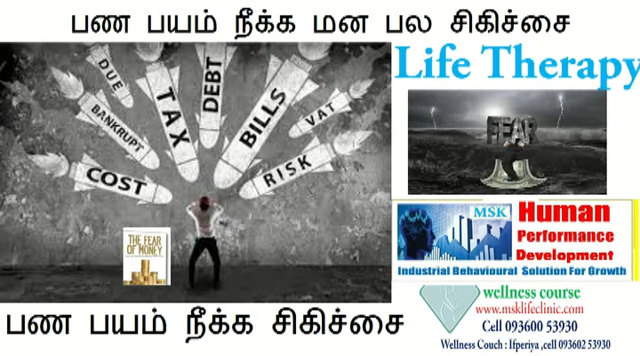 பண பயம் நீக்க மன பல சிகிச்சை
Life Therapy
DUE
BANKRUPT
COST
TAX
DEBT
BILLS
VAT
RISK
FEAR
THE FEAR
OF MONEY
MSK
Human
Performance
Development
Industrial Behavioural Solution For Growth
wellness course
www.msklifeclinic.com
Cell 093600 53930
Wellness Couch : Ifperiya ,cell 093602 53930
பண பயம் நீக்க சிகிச்சை